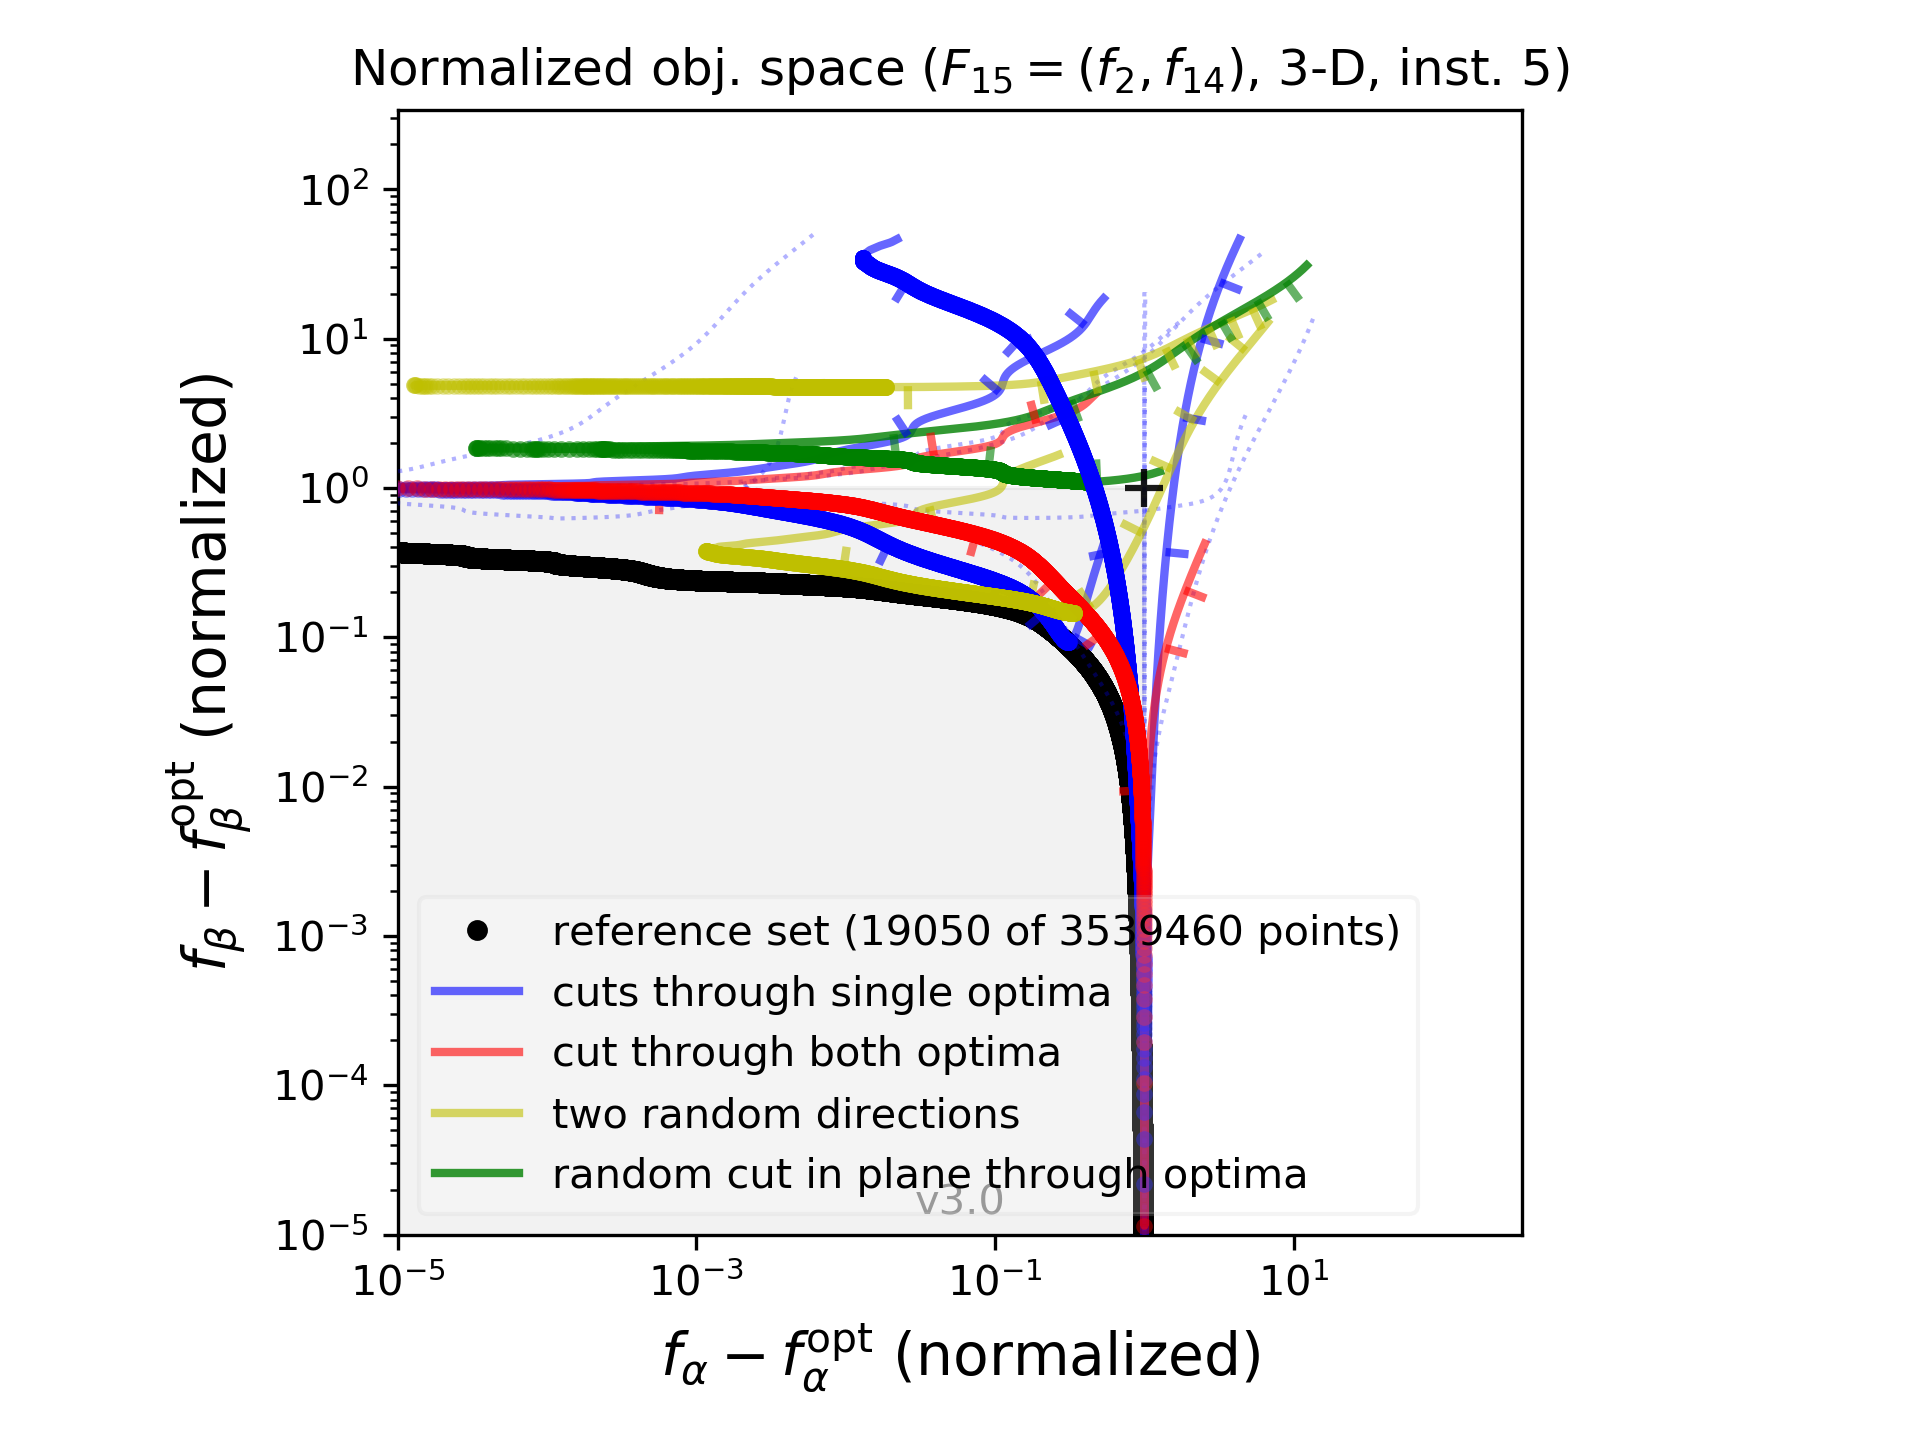 Normalized obj. space (F₁₅ = (f₂, f₁₄), 3-D, inst. 5)
10²
10¹
10⁰
10⁻¹
10⁻²
10⁻³
10⁻⁴
10⁻⁵
f_β − f_β^opt (normalized)
reference set (19050 of 3539460 points)
cuts through single optima
cut through both optima
two random directions
random cut in plane through optima
v3.0
10⁻⁵ 10⁻³ 10⁻¹ 10¹
f_α − f_α^opt (normalized)